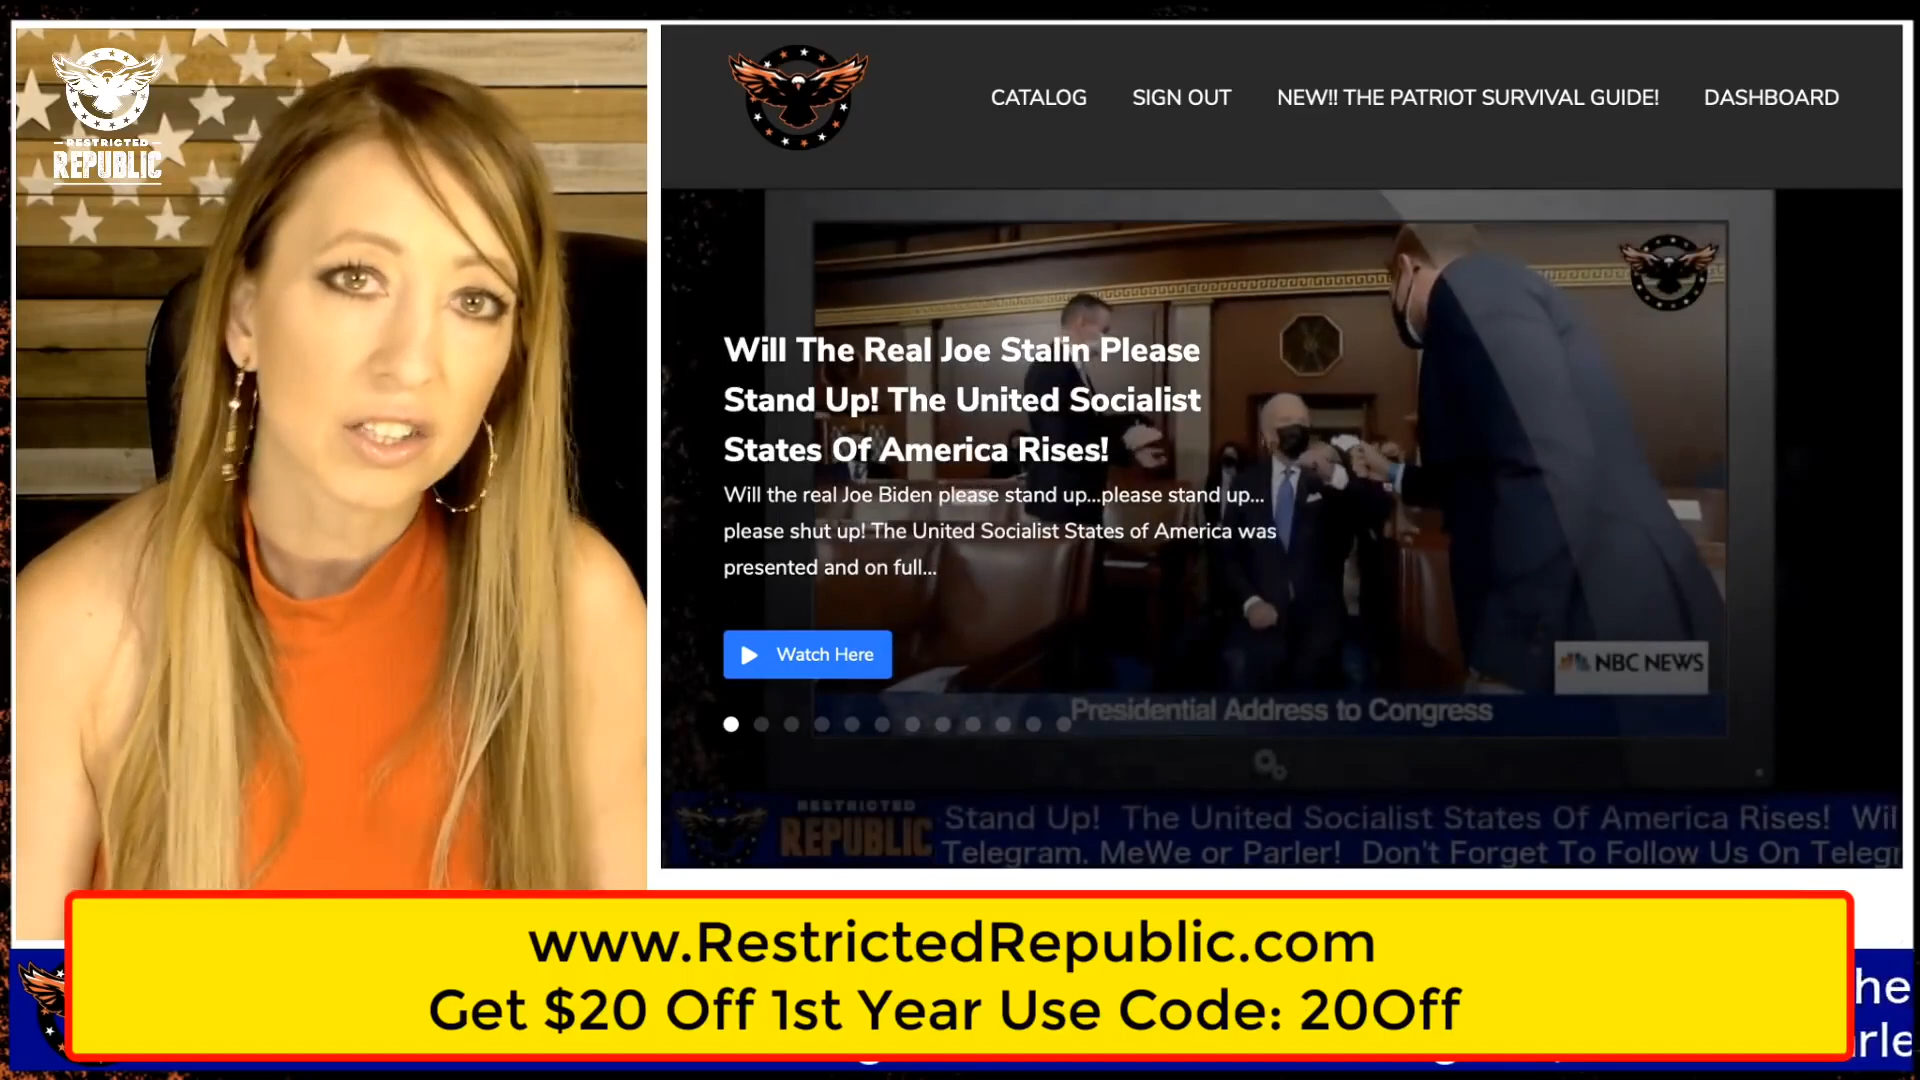 RESTRICTED
REPUBLIC
CATALOG
SIGN OUT
NEW!! THE PATRIOT SURVIVAL GUIDE!
DASHBOARD
Will The Real Joe Stalin Please
Stand Up! The United Socialist
States Of America Rises!
Will the real Joe Biden please stand up...please stand up...
please shut up! The United Socialist States of America was
presented and on full...
Watch Here
NBC NEWS
Presidential Address to Congress
RESTRICTED
REPUBLIC
Stand Up! The United Socialist States Of America Rises! Wil
Telegram. MeWe or Parler! Don't Forget To Follow Us On Telegr
www.RestrictedRepublic.com
Get $20 Off 1st Year Use Code: 20Off
he
rle